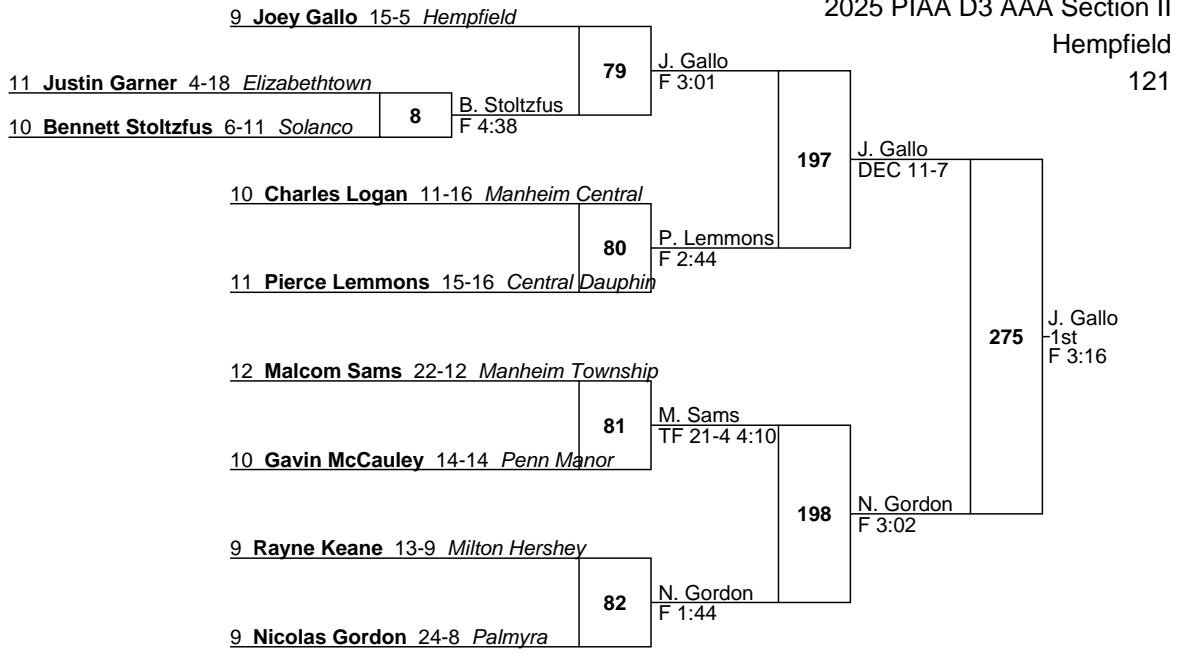 2025 PIAA D3 AAA Section II
Hempfield
121
9 Joey Gallo 15-5 Hempfield
79
J. Gallo
F 3:01
11 Justin Garner 4-18 Elizabethtown
8
B. Stoltzfus
F 4:38
10 Bennett Stoltzfus 6-11 Solanco
197
J. Gallo
DEC 11-7
10 Charles Logan 11-16 Manheim Central
80
P. Lemmons
F 2:44
11 Pierce Lemmons 15-16 Central Dauphin
275
J. Gallo
1st
F 3:16
12 Malcom Sams 22-12 Manheim Township
81
M. Sams
TF 21-4 4:10
10 Gavin McCauley 14-14 Penn Manor
198
N. Gordon
F 3:02
9 Rayne Keane 13-9 Milton Hershey
82
N. Gordon
F 1:44
9 Nicolas Gordon 24-8 Palmyra